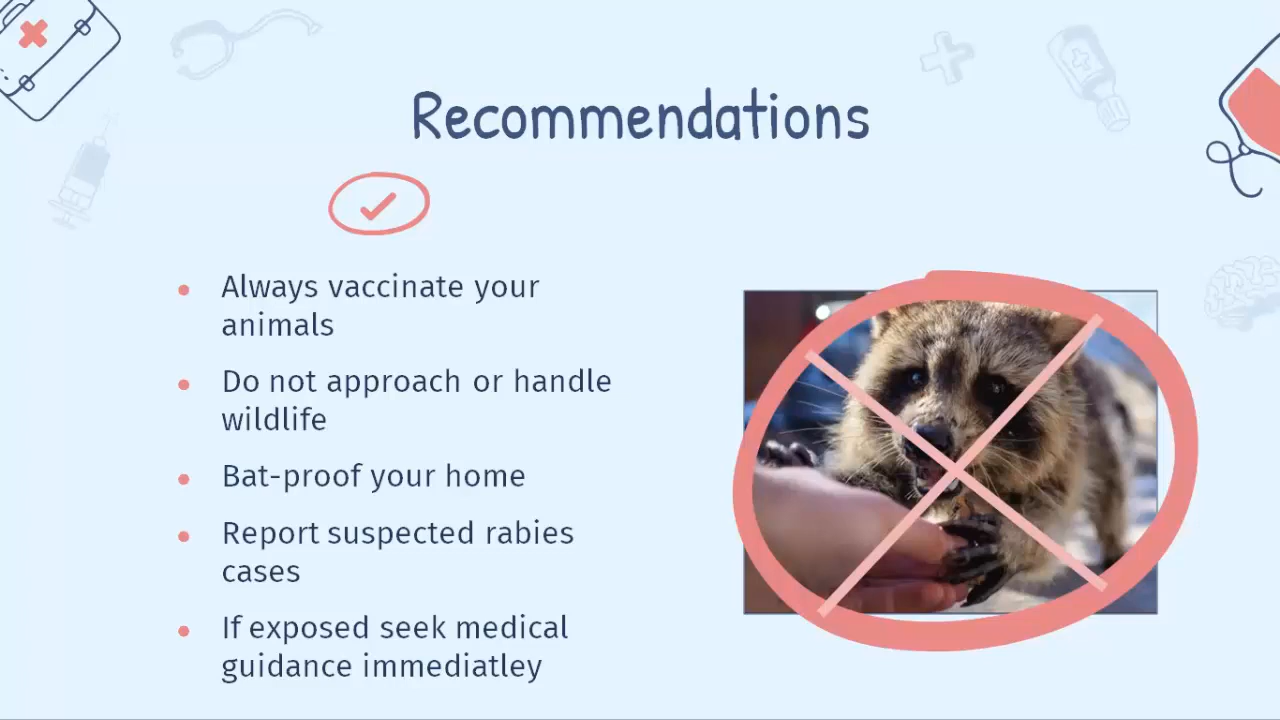 Recommendations
Always vaccinate your
animals
Do not approach or handle
wildlife
Bat-proof your home
Report suspected rabies
cases
If exposed seek medical
guidance immediatley